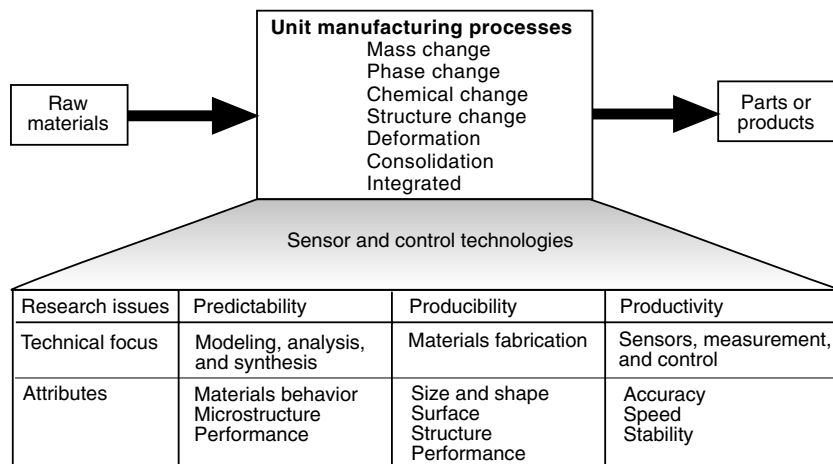 Unit manufacturing processes
Mass change
Phase change
Chemical change
Structure change
Deformation
Consolidation
Integrated
Raw
materials
Parts or
products
Sensor and control technologies
Research issues
Predictability
Producibility
Productivity
Technical focus
Modeling, analysis,
and synthesis
Materials fabrication
Sensors, measurement,
and control
Attributes
Materials behavior
Microstructure
Performance
Size and shape
Surface
Structure
Performance
Accuracy
Speed
Stability